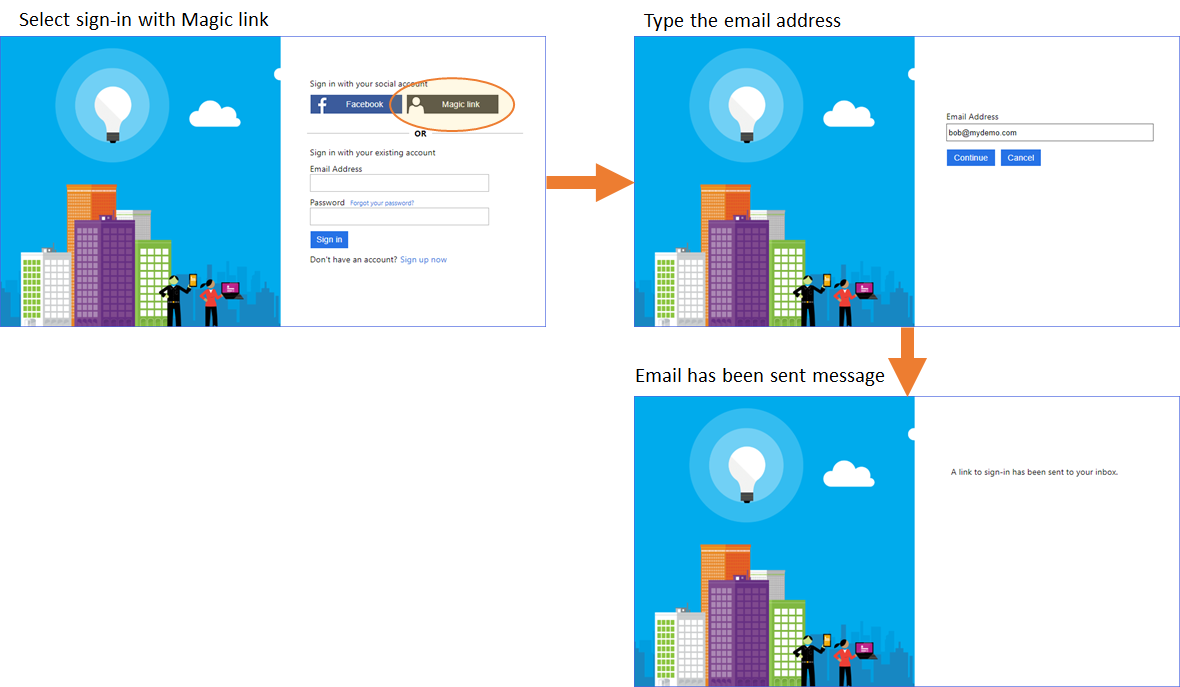 Select sign-in with Magic link
Sign in with your social account
f Facebook
Magic link
OR
Sign in with your existing account
Email Address
Password Forgot your password?
Sign in
Don't have an account? Sign up now
Type the email address
Email Address
bob@mydemo.com
Continue Cancel
Email has been sent message
A link to sign-in has been sent to your inbox.